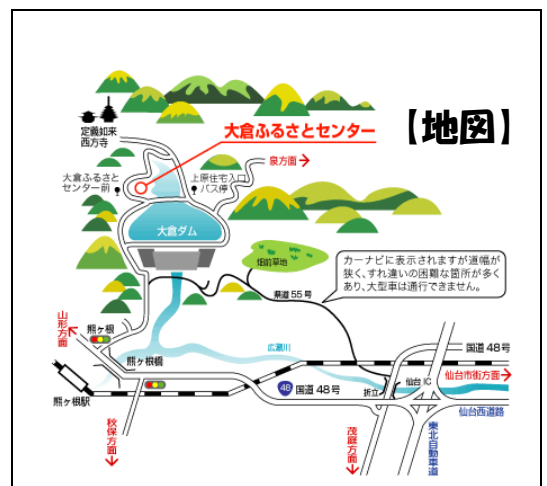 【地図】
定義如来
西方寺
大倉ふるさとセンター
泉方面
大倉ふるさと
センター前
上原住宅入口
バス停
大倉ダム
畑前草地
カーナビに表示されますが道幅が
狭く、すれ違いの困難な箇所が多く
あり、大型車は通行できません。
県道55号
山形方面
熊ヶ根
広瀬川
国道48号
熊ヶ根橋
仙台市街方面
仙台IC
折立
48 国道48号
熊ヶ根駅
仙台西道路
秋保方面
茂庭方面
東北自動車道